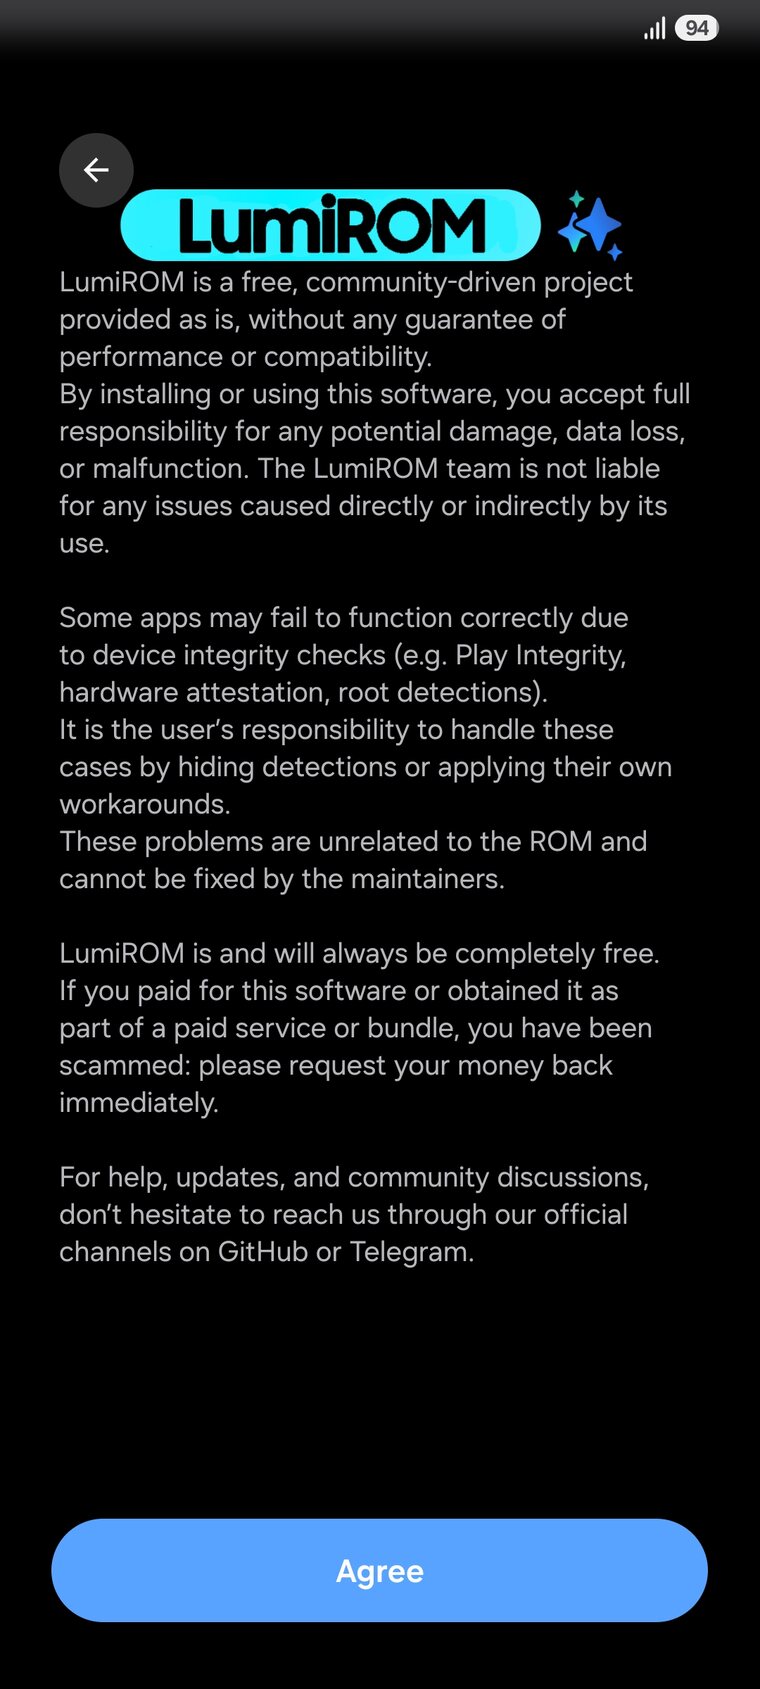 94
LumiROM
LumiROM is a free, community-driven project
provided as is, without any guarantee of
performance or compatibility.
By installing or using this software, you accept full
responsibility for any potential damage, data loss,
or malfunction. The LumiROM team is not liable
for any issues caused directly or indirectly by its
use.
Some apps may fail to function correctly due
to device integrity checks (e.g. Play Integrity,
hardware attestation, root detections).
It is the user’s responsibility to handle these
cases by hiding detections or applying their own
workarounds.
These problems are unrelated to the ROM and
cannot be fixed by the maintainers.
LumiROM is and will always be completely free.
If you paid for this software or obtained it as
part of a paid service or bundle, you have been
scammed: please request your money back
immediately.
For help, updates, and community discussions,
don’t hesitate to reach us through our official
channels on GitHub or Telegram.
Agree